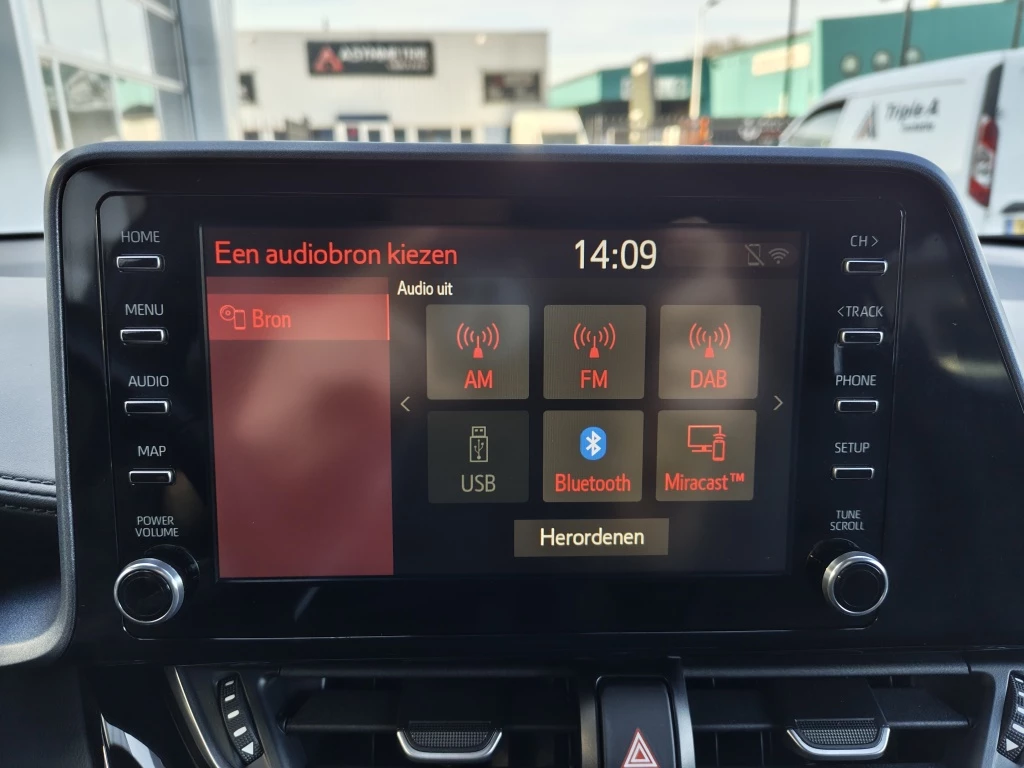 Triple A
HOME
MENU
AUDIO
MAP
POWER
VOLUME
Een audiobron kiezen
14:09
Bron
Audio uit
AM
FM
DAB
USB
Bluetooth
Miracast™
Herordenen
CH >
< TRACK
PHONE
SETUP
TUNE
SCROLL